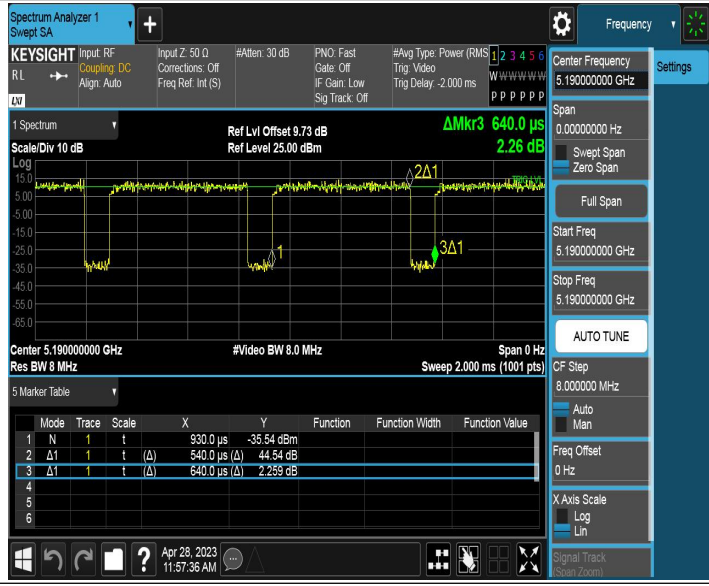 Spectrum Analyzer 1
Swept SA
Frequency
KEYSIGHT
RL
LXI
Input: RF
Coupling: DC
Align: Auto
Input Z: 50 Ω
Corrections: Off
Freq Ref: Int (S)
#Atten: 30 dB
PNO: Fast
Gate: Off
IF Gain: Low
Sig Track: Off
#Avg Type: Power (RMS
Trig: Video
Trig Delay: -2.000 ms
1 2 3 4 5 6
W W W W W W
P P P P P P
1 Spectrum
Scale/Div 10 dB
Ref Lvl Offset 9.73 dB
Ref Level 25.00 dBm
ΔMkr3 640.0 µs
2.26 dB
Log
15.0
5.00
-5.00
-15.0
-25.0
-35.0
-45.0
-55.0
-65.0
2Δ1
TRIG LVL
1
3Δ1
Center 5.190000000 GHz
Res BW 8 MHz
#Video BW 8.0 MHz
Span 0 Hz
Sweep 2.000 ms (1001 pts)
5 Marker Table
Mode Trace Scale X Y Function Function Width Function Value
1 N 1 t 930.0 µs -35.54 dBm
2 Δ1 1 t (Δ) 540.0 µs (Δ) 44.54 dB
3 Δ1 1 t (Δ) 640.0 µs (Δ) 2.259 dB
4
5
6
Apr 28, 2023
11:57:36 AM
Center Frequency
5.190000000 GHz
Settings
Span
0.00000000 Hz
Swept Span
Zero Span
Full Span
Start Freq
5.190000000 GHz
Stop Freq
5.190000000 GHz
AUTO TUNE
CF Step
8.000000 MHz
Auto
Man
Freq Offset
0 Hz
X Axis Scale
Log
Lin
Signal Track
(Span Zoom)